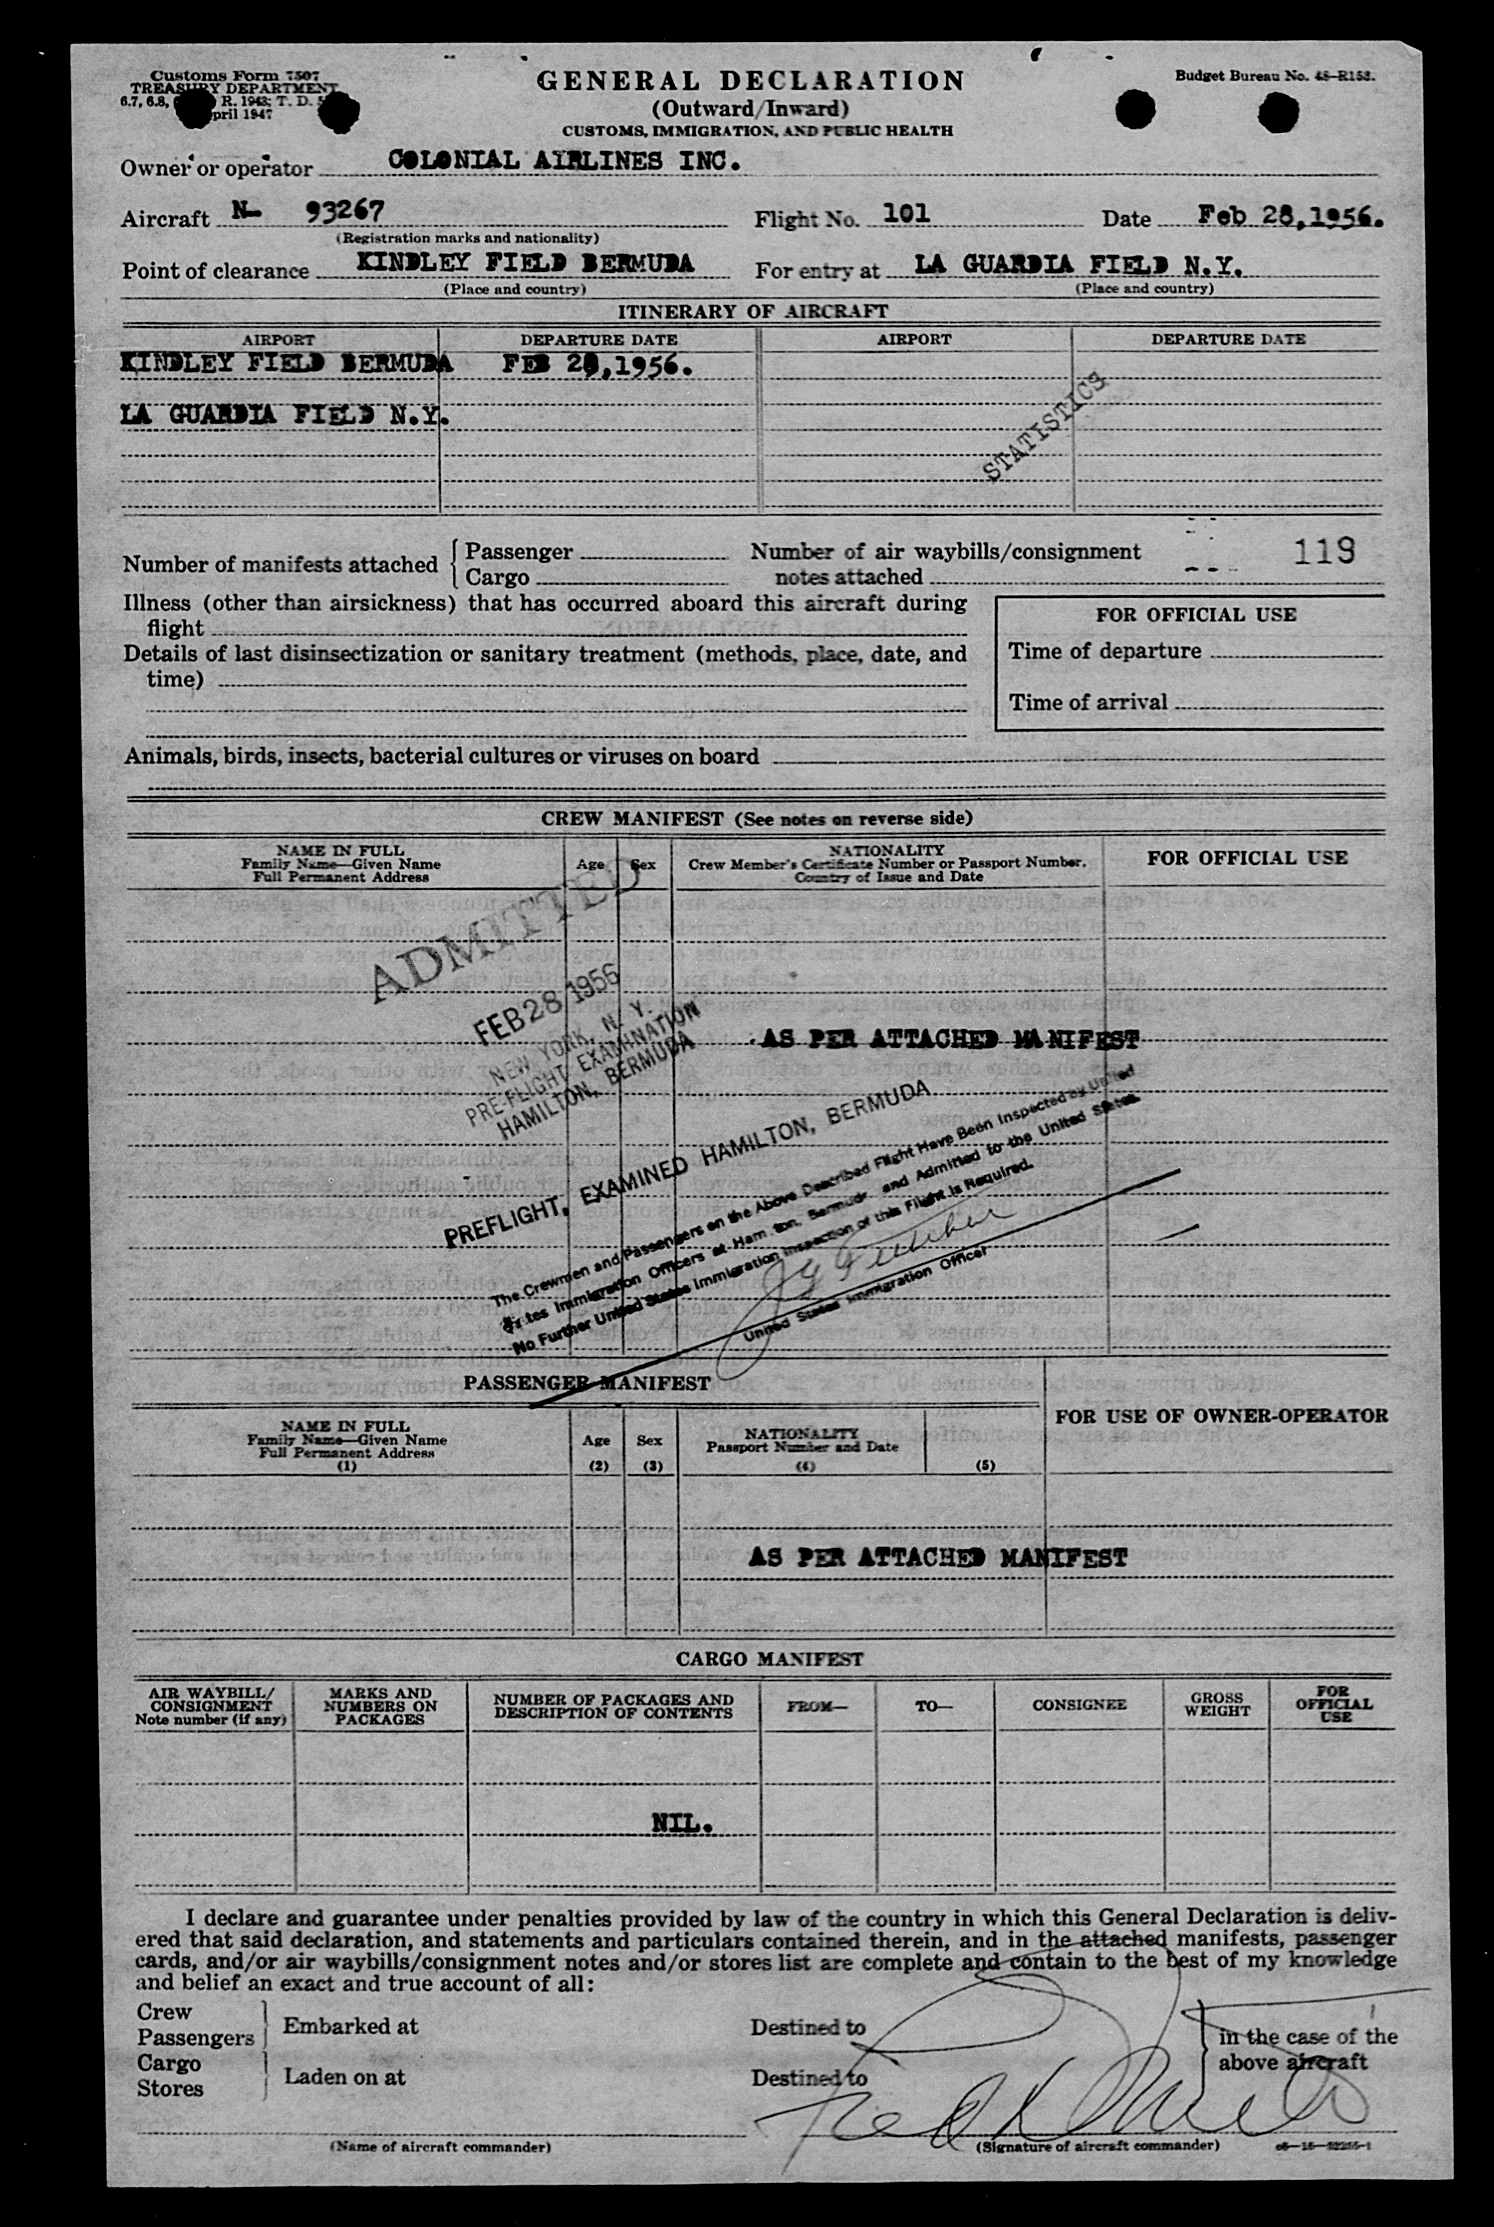 Customs Form 7507
TREASURY DEPARTMENT
6.7, 6.8, R. 1943; T. D.
April 1947
GENERAL DECLARATION
(Outward/Inward)
CUSTOMS, IMMIGRATION, AND PUBLIC HEALTH
Budget Bureau No. 48-R153.
Owner or operator COLONIAL AIRLINES INC.
Aircraft N- 93267 Flight No. 101 Date Feb 28,1956.
(Registration marks and nationality)
Point of clearance KINDLEY FIELD BERMUDA For entry at LA GUARDIA FIELD N.Y.
(Place and country) (Place and country)
ITINERARY OF AIRCRAFT
AIRPORT DEPARTURE DATE AIRPORT DEPARTURE DATE
KINDLEY FIELD BERMUDA FEB 28,1956.
LA GUARDIA FIELD N.Y.
STATISTICS
Number of manifests attached { Passenger Number of air waybills/consignment 119
Cargo notes attached
Illness (other than airsickness) that has occurred aboard this aircraft during
flight
FOR OFFICIAL USE
Details of last disinsectization or sanitary treatment (methods, place, date, and
time)
Time of departure
Time of arrival
Animals, birds, insects, bacterial cultures or viruses on board
CREW MANIFEST (See notes on reverse side)
NAME IN FULL
Family Name—Given Name
Full Permanent Address
Age Sex
NATIONALITY
Crew Member's Certificate Number or Passport Number,
Country of Issue and Date
FOR OFFICIAL USE
ADMITTED
FEB 28 1956
NEW YORK, N. Y.
PRE-FLIGHT EXAMINATION
HAMILTON, BERMUDA
AS PER ATTACHED MANIFEST
PREFLIGHT, EXAMINED HAMILTON, BERMUDA
The Crewmen and Passengers on the Above Described Flight Have Been Inspected by United
States Immigration Officers at Hamilton, Bermuda and Admitted to the United States.
No Further United States Immigration Inspection of this Flight is Required.
United States Immigration Officer
PASSENGER MANIFEST
NAME IN FULL
Family Name—Given Name
Full Permanent Address
(1)
Age
(2)
Sex
(3)
NATIONALITY
Passport Number and Date
(4) (5)
FOR USE OF OWNER-OPERATOR
AS PER ATTACHED MANIFEST
CARGO MANIFEST
AIR WAYBILL/
CONSIGNMENT
Note number (if any)
MARKS AND
NUMBERS ON
PACKAGES
NUMBER OF PACKAGES AND
DESCRIPTION OF CONTENTS
FROM— TO— CONSIGNEE
GROSS
WEIGHT
FOR
OFFICIAL
USE
NIL.
I declare and guarantee under penalties provided by law of the country in which this General Declaration is deliv-
ered that said declaration, and statements and particulars contained therein, and in the attached manifests, passenger
cards, and/or air waybills/consignment notes and/or stores list are complete and contain to the best of my knowledge
and belief an exact and true account of all:
Crew
Passengers } Embarked at Destined to
Cargo
Stores } Laden on at Destined to
in the case of the
above aircraft
(Name of aircraft commander) (Signature of aircraft commander)